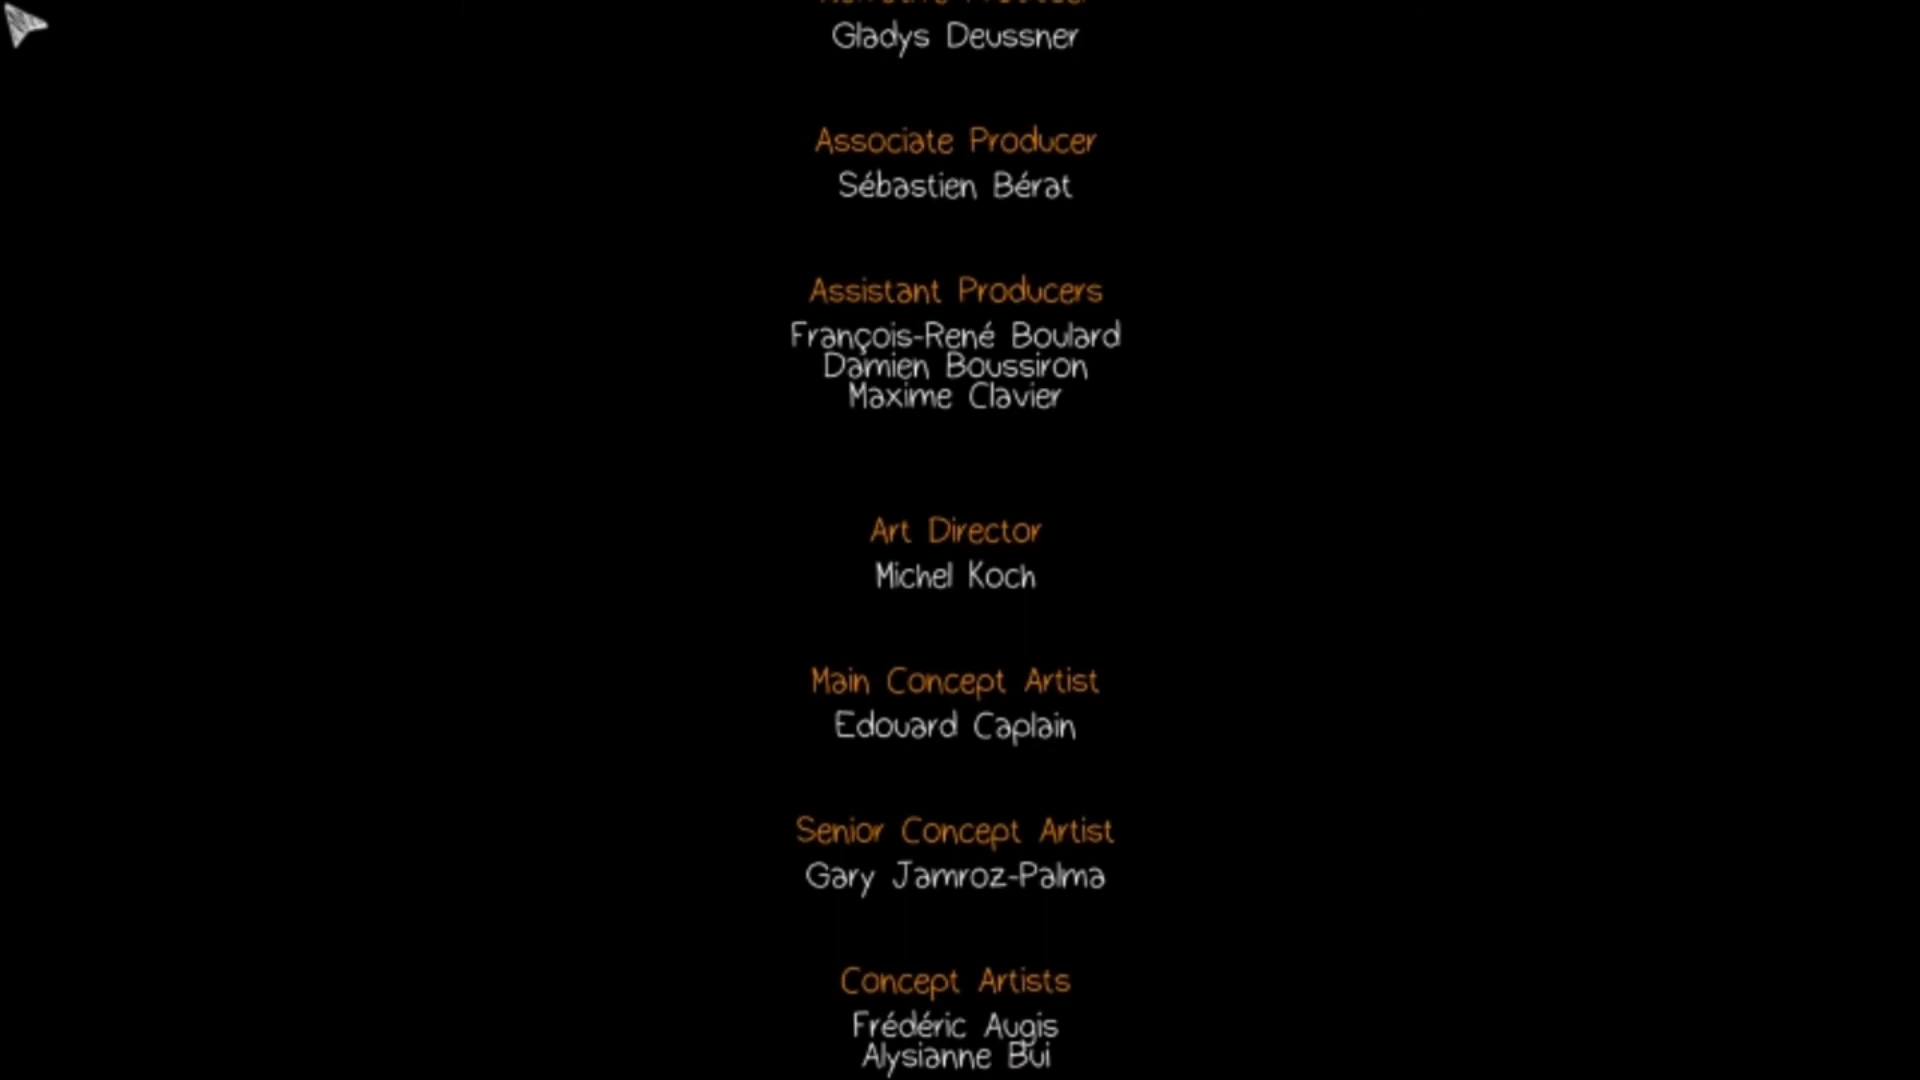 Gladys Deussner
Associate Producer
Sébastien Bérat
Assistant Producers
François-René Boulard
Damien Boussiron
Maxime Clavier
Art Director
Michel Koch
Main Concept Artist
Edouard Caplain
Senior Concept Artist
Gary Jamroz-Palma
Concept Artists
Frédéric Augis
Alysianne Bui